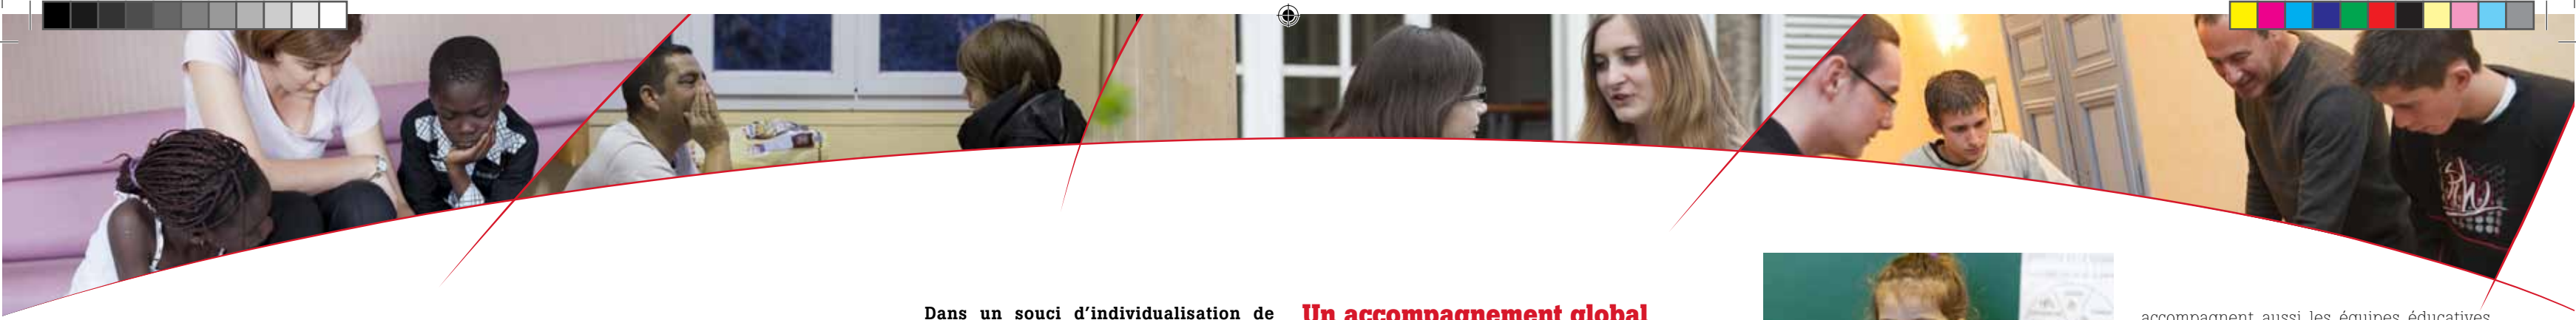 Dans un souci d'individualisation de
Un accompagnement global
accompagnent aussi les équipes éducatives